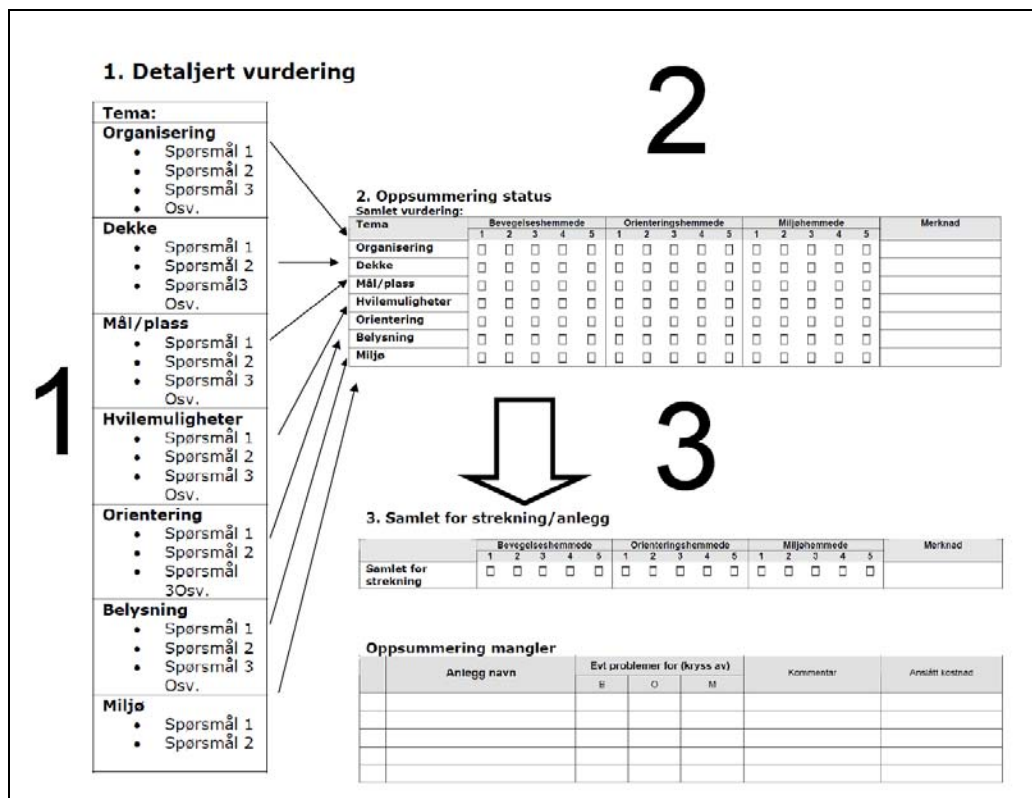 1. Detaljert vurdering
Tema:
Organisering
• Spørsmål 1
• Spørsmål 2
• Spørsmål 3
• Osv.
Dekke
• Spørsmål 1
• Spørsmål 2
• Spørsmål3
Osv.
Mål/plass
• Spørsmål 1
• Spørsmål 2
• Spørsmål 3
Osv.
Hvilemuligheter
• Spørsmål 1
• Spørsmål 2
• Spørsmål 3
Osv.
Orientering
• Spørsmål 1
• Spørsmål 2
• Spørsmål
3Osv.
Belysning
• Spørsmål 1
• Spørsmål 2
• Spørsmål 3
Osv.
Miljø
• Spørsmål 1
• Spørsmål 2
1
2
2. Oppsummering status
Samlet vurdering:
Tema Bevegelseshemmede Orienteringshemmede Miljøhemmede Merknad
1 2 3 4 5 1 2 3 4 5 1 2 3 4 5
Organisering
Dekke
Mål/plass
Hvilemuligheter
Orientering
Belysning
Miljø
3
3. Samlet for strekning/anlegg
Bevegelseshemmede Orienteringshemmede Miljøhemmede Merknad
1 2 3 4 5 1 2 3 4 5 1 2 3 4 5
Samlet for
strekning
Oppsummering mangler
Anlegg navn Evt problemer for (kryss av) Kommentar Anslått kostnad
B O M